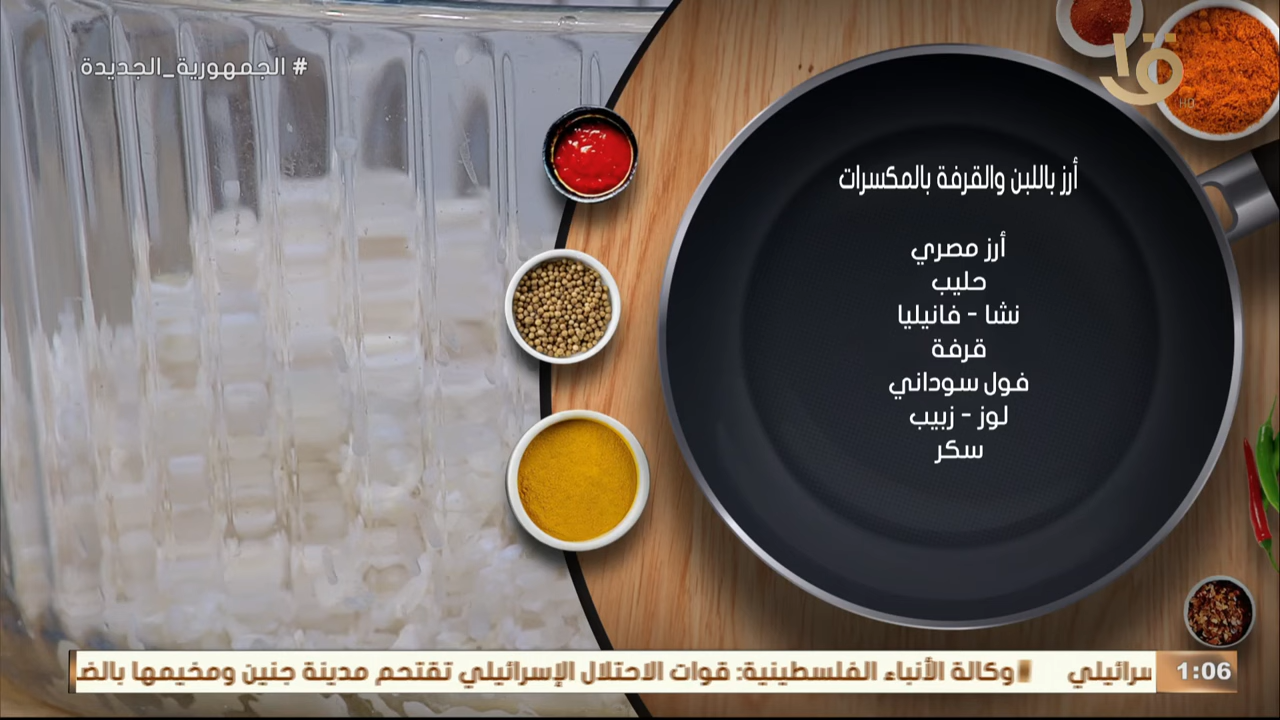 # الجمهورية_الجديدة
HD
أرز باللبن والقرفة بالمكسرات
أرز مصري
حليب
نشا - فانيليا
قرفة
فول سوداني
لوز - زبيب
سكر
1:06
سرائيلي وكالة الأنباء الفلسطينية: قوات الاحتلال الإسرائيلي تقتحم مدينة جنين ومخيمها بالض